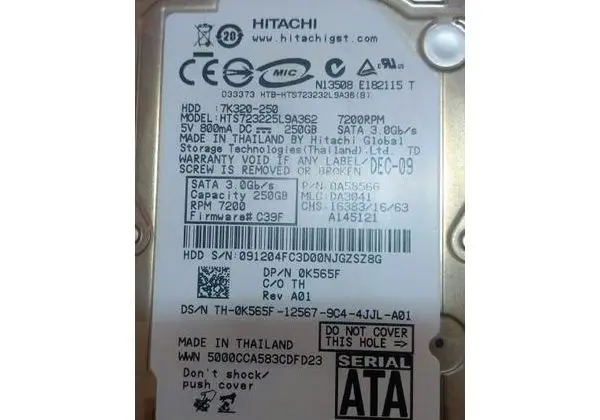 HITACHI
20
www.hitachigst.com
CE MIC
N13508 E182115 T
D33373 HTB-HTS723232L9A36(B)
HDD :7K320-250
MODEL:HTS723225L9A362 7200RPM
5V 800mA DC 250GB SATA 3.0Gb/s
MADE IN THAILAND BY Hitachi Global
Storage Technologies(Thailand).Ltd. TD
WARRANTY VOID IF ANY LABEL/ DEC-09
SCREW IS REMOVED OR BROKEN
SATA 3.0Gb/s P/N:0A58566
Capacity 250GB MLC:DA3041
RPM 7200 CHS:16383/16/63
Firmware# C39F A145121
HDD S/N:091204FC3D00NJGZSZ8G
DP/N 0K565F
C/O TH
Rev A01
DS/N TH-0K565F-12567-9C4-4JJL-A01
DO NOT COVER
THIS HOLE
MADE IN THAILAND
WWN 5000CCA583CDFD23
Don't shock/
push cover
SERIAL
ATA